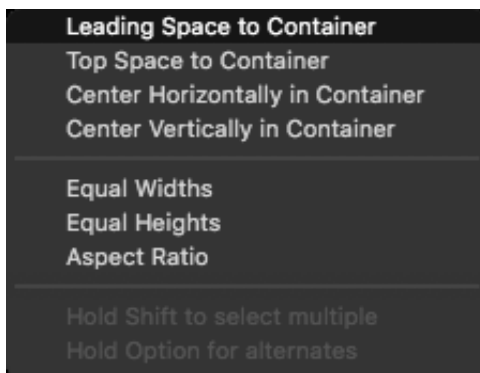 Leading Space to Container
Top Space to Container
Center Horizontally in Container
Center Vertically in Container
Equal Widths
Equal Heights
Aspect Ratio
Hold Shift to select multiple
Hold Option for alternates